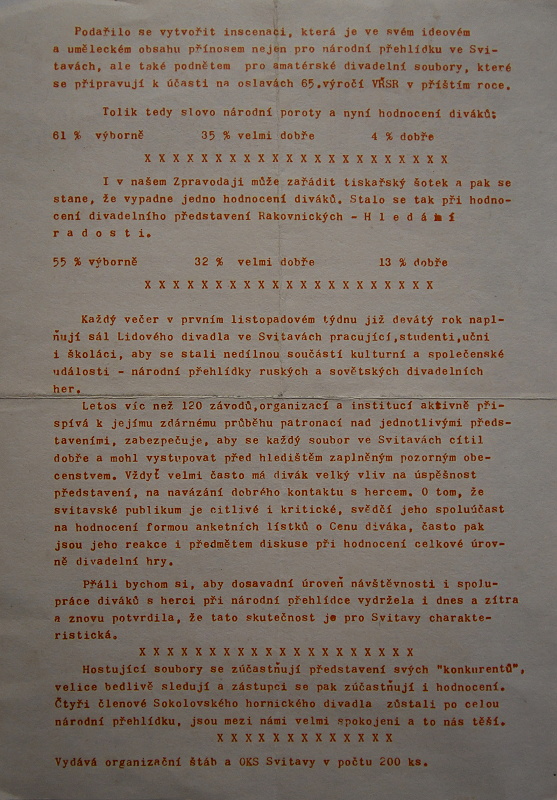 Podařilo se vytvořit inscenaci, která je ve svém ideovém
a uměleckém obsahu přínosem nejen pro národní přehlídku ve Svi-
tavách, ale také podnětem pro amatérské divadelní soubory, které
se připravují k účasti na oslavách 65.výročí VŘSR v příštím roce.
Tolik tedy slovo národní poroty a nyní hodnocení diváků:
61 % výborně 35 % velmi dobře 4 % dobře
X X X X X X X X X X X X X X X X X X X X X X
I v našem Zpravodaji může zařádit tiskařský šotek a pak se
stane, že vypadne jedno hodnocení diváků. Stalo se tak při hodno-
cení divadelního představení Rakovnických - H l e d á n í
r a d o s t i.
55 % výborně 32 % velmi dobře 13 % dobře
X X X X X X X X X X X X X X X X X X X X X
Každý večer v prvním listopadovém týdnu již devátý rok napl-
ňují sál Lidového divadla ve Svitavách pracující,studenti,učni
i školáci, aby se stali nedílnou součástí kulturní a společenské
události - národní přehlídky ruských a sovětských divadelních
her.
Letos víc než 120 závodů,organizací a institucí aktivně při-
spívá k jejímu zdárnému průběhu patronací nad jednotlivými předs-
taveními, zabezpečuje, aby se každý soubor ve Svitavách cítil
dobře a mohl vystupovat před hledištěm zaplněným pozorným obe-
censtvem. Vždyť velmi často má divák velký vliv na úspěšnost
představení, na navázání dobrého kontaktu s hercem. O tom, že
svitavské publikum je citlivé i kritické, svědčí jeho spoluúčast
na hodnocení formou anketních lístků o Cenu diváka, často pak
jsou jeho reakce i předmětem diskuse při hodnocení celkové úrov-
ně divadelní hry.
Přáli bychom si, aby dosavadní úroveň návštěvnosti i spolu-
práce diváků s herci při národní přehlídce vydržela i dnes a zítra
a znovu potvrdila, že tato skutečnost je pro Svitavy charakte-
ristická.
X X X X X X X X X X X X X X X X X X X X
Hostující soubory se zúčastňují představení svých "konkurentů",
velice bedlivě sledují a zástupci se pak zúčastňují i hodnocení.
Čtyři členové Sokolovského hornického divadla zůstali po celou
národní přehlídku, jsou mezi námi velmi spokojeni a to nás těší.
X X X X X X X X X X X X X
Vydává organizační štáb a OKS Svitavy v počtu 200 ks.